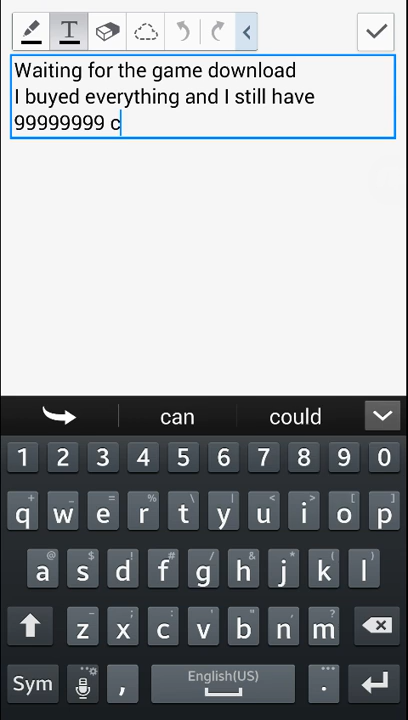 T
Waiting for the game download
I buyed everything and I still have
99999999 c
can could
1 2 3 4 5 6 7 8 9 0
+ _ = % \ | < > [ ]
q w e r t y u i o p
@ $ ! # / & * ( )
a s d f g h j k l
- ; : ' " , ?
z x c v b n m
Sym , English(US) .